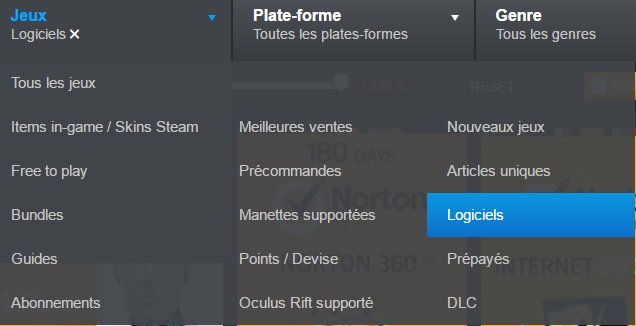 Jeux
Logiciels ✕
Plate-forme
Toutes les plates-formes
Genre
Tous les genres
Tous les jeux
1230 €
RESET
Items in-game / Skins Steam
Meilleures ventes
Nouveaux jeux
180 DAYS
Free to play
Précommandes
Articles uniques
Norton
Bundles
Manettes supportées
Logiciels
Guides
Points / Devise
Prépayés
NORTON 360
INTERNET
Abonnements
Oculus Rift supporté
DLC